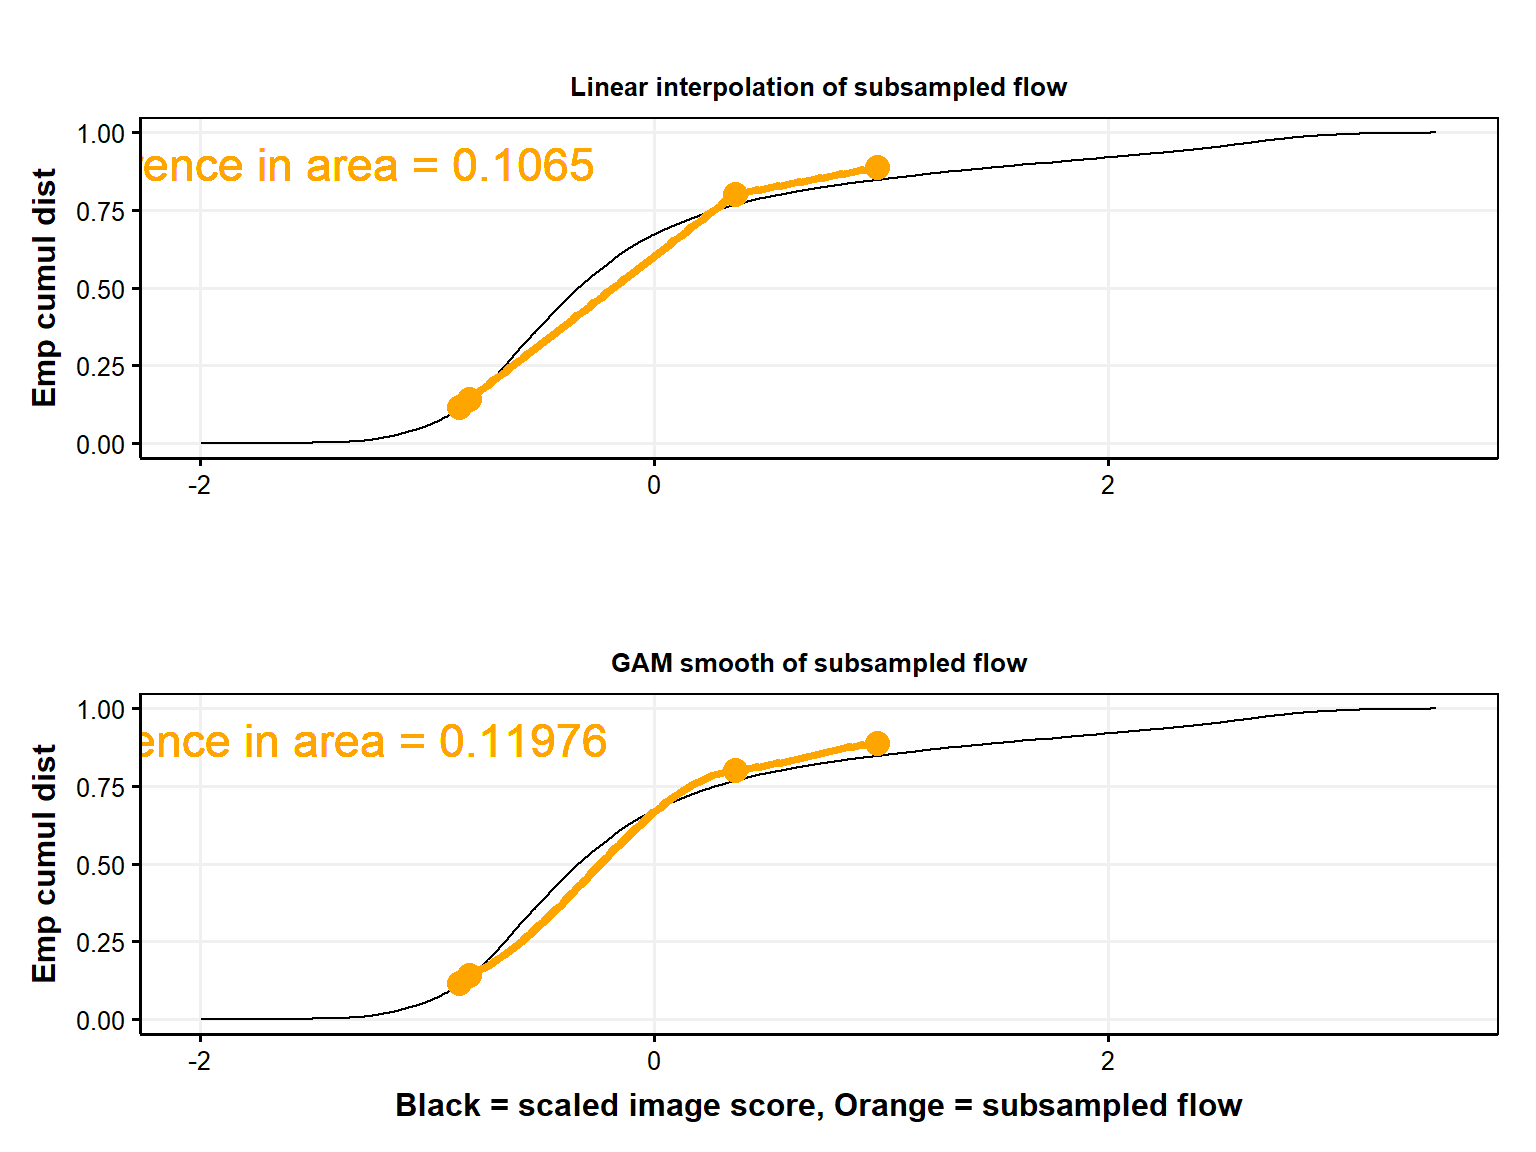 Linear interpolation of subsampled flow
Emp cumul dist
1.00
0.75
0.50
0.25
0.00
rence in area = 0.1065
-2 0 2
GAM smooth of subsampled flow
Emp cumul dist
1.00
0.75
0.50
0.25
0.00
ence in area = 0.11976
-2 0 2
Black = scaled image score, Orange = subsampled flow